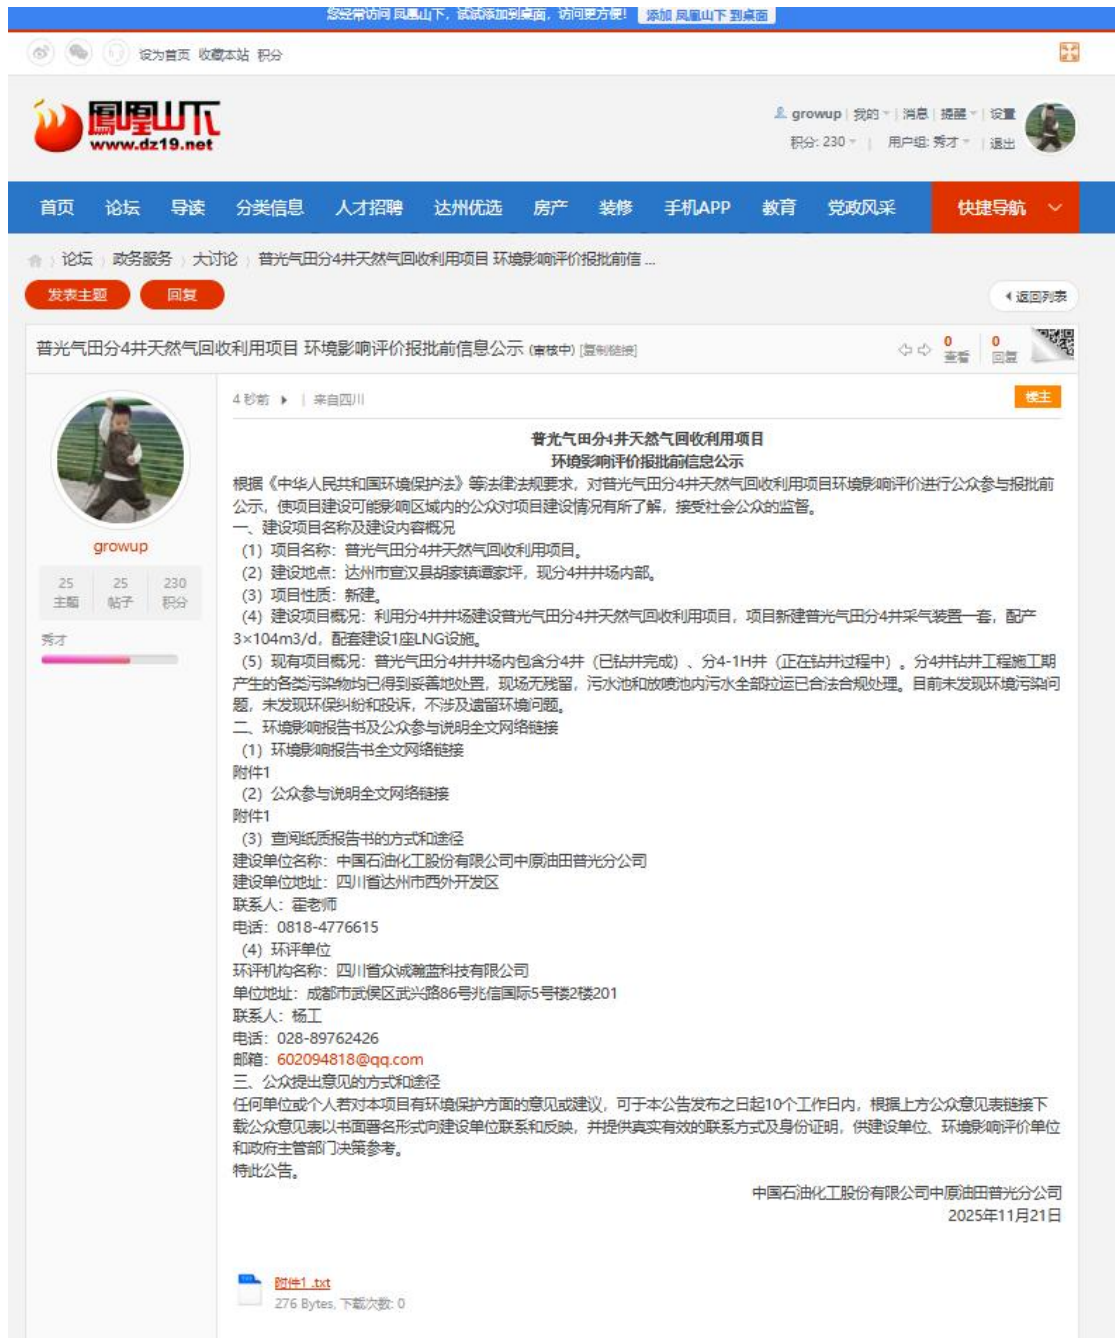 您经常访问 凤凰山下，试试添加到桌面，访问更方便！ 添加 凤凰山下 到桌面
设为首页 收藏本站 积分
鳳凰山下
www.dz19.net
growup | 我的 | 消息 | 提醒 | 设置
积分: 230 | 用户组: 秀才 | 退出
首页 论坛 导读 分类信息 人才招聘 达州优选 房产 装修 手机APP 教育 党政风采 快捷导航
论坛 政务服务 大讨论 普光气田分4井天然气回收利用项目 环境影响评价报批前信 ...
发表主题 回复 返回列表
普光气田分4井天然气回收利用项目 环境影响评价报批前信息公示 (审核中) [复制链接]
0 查看 0 回复
growup
25 主题 25 帖子 230 积分
秀才
4 秒前 | 来自四川 楼主
普光气田分4井天然气回收利用项目
环境影响评价报批前信息公示
根据《中华人民共和国环境保护法》等法律法规要求，对普光气田分4井天然气回收利用项目环境影响评价进行公众参与报批前
公示，使项目建设可能影响区域内的公众对项目建设情况有所了解，接受社会公众的监督。
一、建设项目名称及建设内容概况
（1）项目名称：普光气田分4井天然气回收利用项目。
（2）建设地点：达州市宣汉县胡家镇谭家坪，现分4井井场内部。
（3）项目性质：新建。
（4）建设项目概况：利用分4井井场建设普光气田分4井天然气回收利用项目，项目新建普光气田分4井采气装置一套，配产
3×104m3/d，配套建设1座LNG设施。
（5）现有项目概况：普光气田分4井井场内包含分4井（已钻井完成）、分4-1H井（正在钻井过程中）。分4井钻井工程施工期
产生的各类污染物均已得到妥善地处置，现场无残留，污水池和放喷池内污水全部拉运已合法合规处理。目前未发现环境污染问
题，未发现环保纠纷和投诉，不涉及遗留环境问题。
二、环境影响报告书及公众参与说明全文网络链接
（1）环境影响报告书全文网络链接
附件1
（2）公众参与说明全文网络链接
附件1
（3）查阅纸质报告书的方式和途径
建设单位名称：中国石油化工股份有限公司中原油田普光分公司
建设单位地址：四川省达州市西外开发区
联系人：霍老师
电话：0818-4776615
（4）环评单位
环评机构名称：四川省众诚瀚蓝科技有限公司
单位地址：成都市武侯区武兴路86号兆信国际5号楼2楼201
联系人：杨工
电话：028-89762426
邮箱：602094818@qq.com
三、公众提出意见的方式和途径
任何单位或个人若对本项目有环境保护方面的意见或建议，可于本公告发布之日起10个工作日内，根据上方公众意见表链接下
载公众意见表以书面署名形式向建设单位联系和反映，并提供真实有效的联系方式及身份证明，供建设单位、环境影响评价单位
和政府主管部门决策参考。
特此公告。
中国石油化工股份有限公司中原油田普光分公司
2025年11月21日
附件1 .txt
276 Bytes, 下载次数: 0